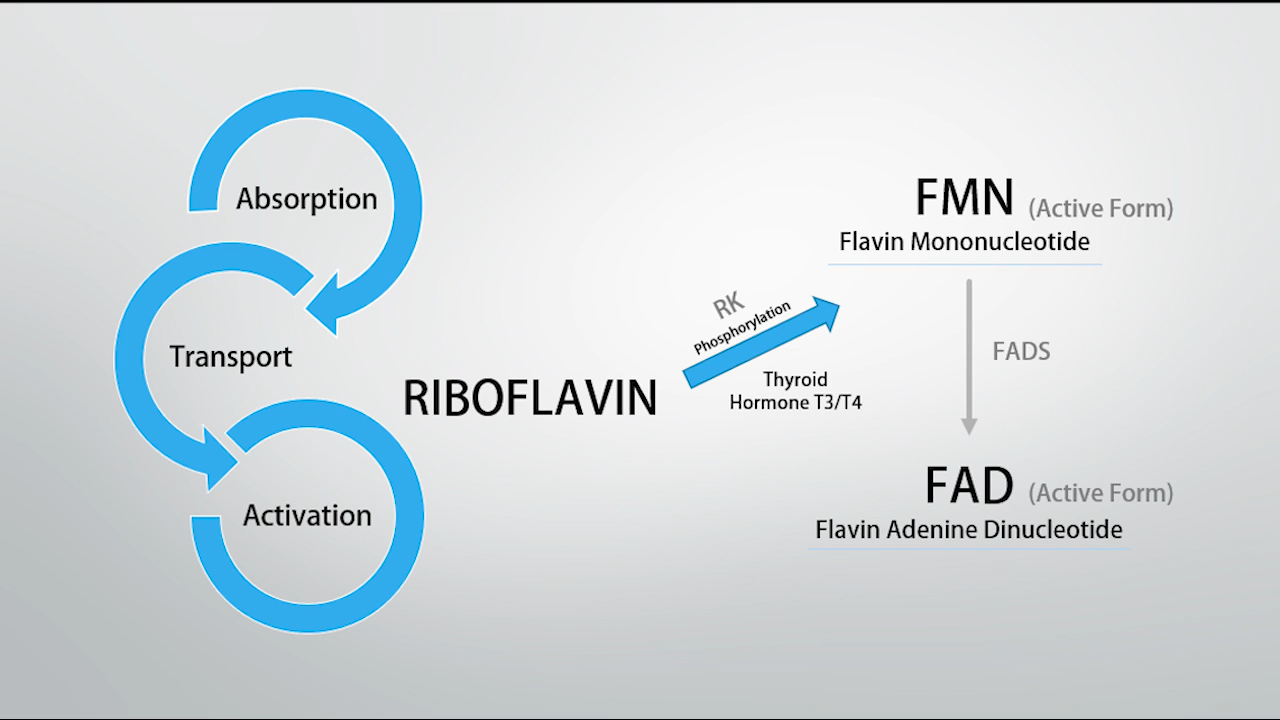 Absorption
Transport
Activation
RIBOFLAVIN
RK
Phosphorylation
Thyroid
Hormone T3/T4
FMN (Active Form)
Flavin Mononucleotide
FADS
FAD (Active Form)
Flavin Adenine Dinucleotide